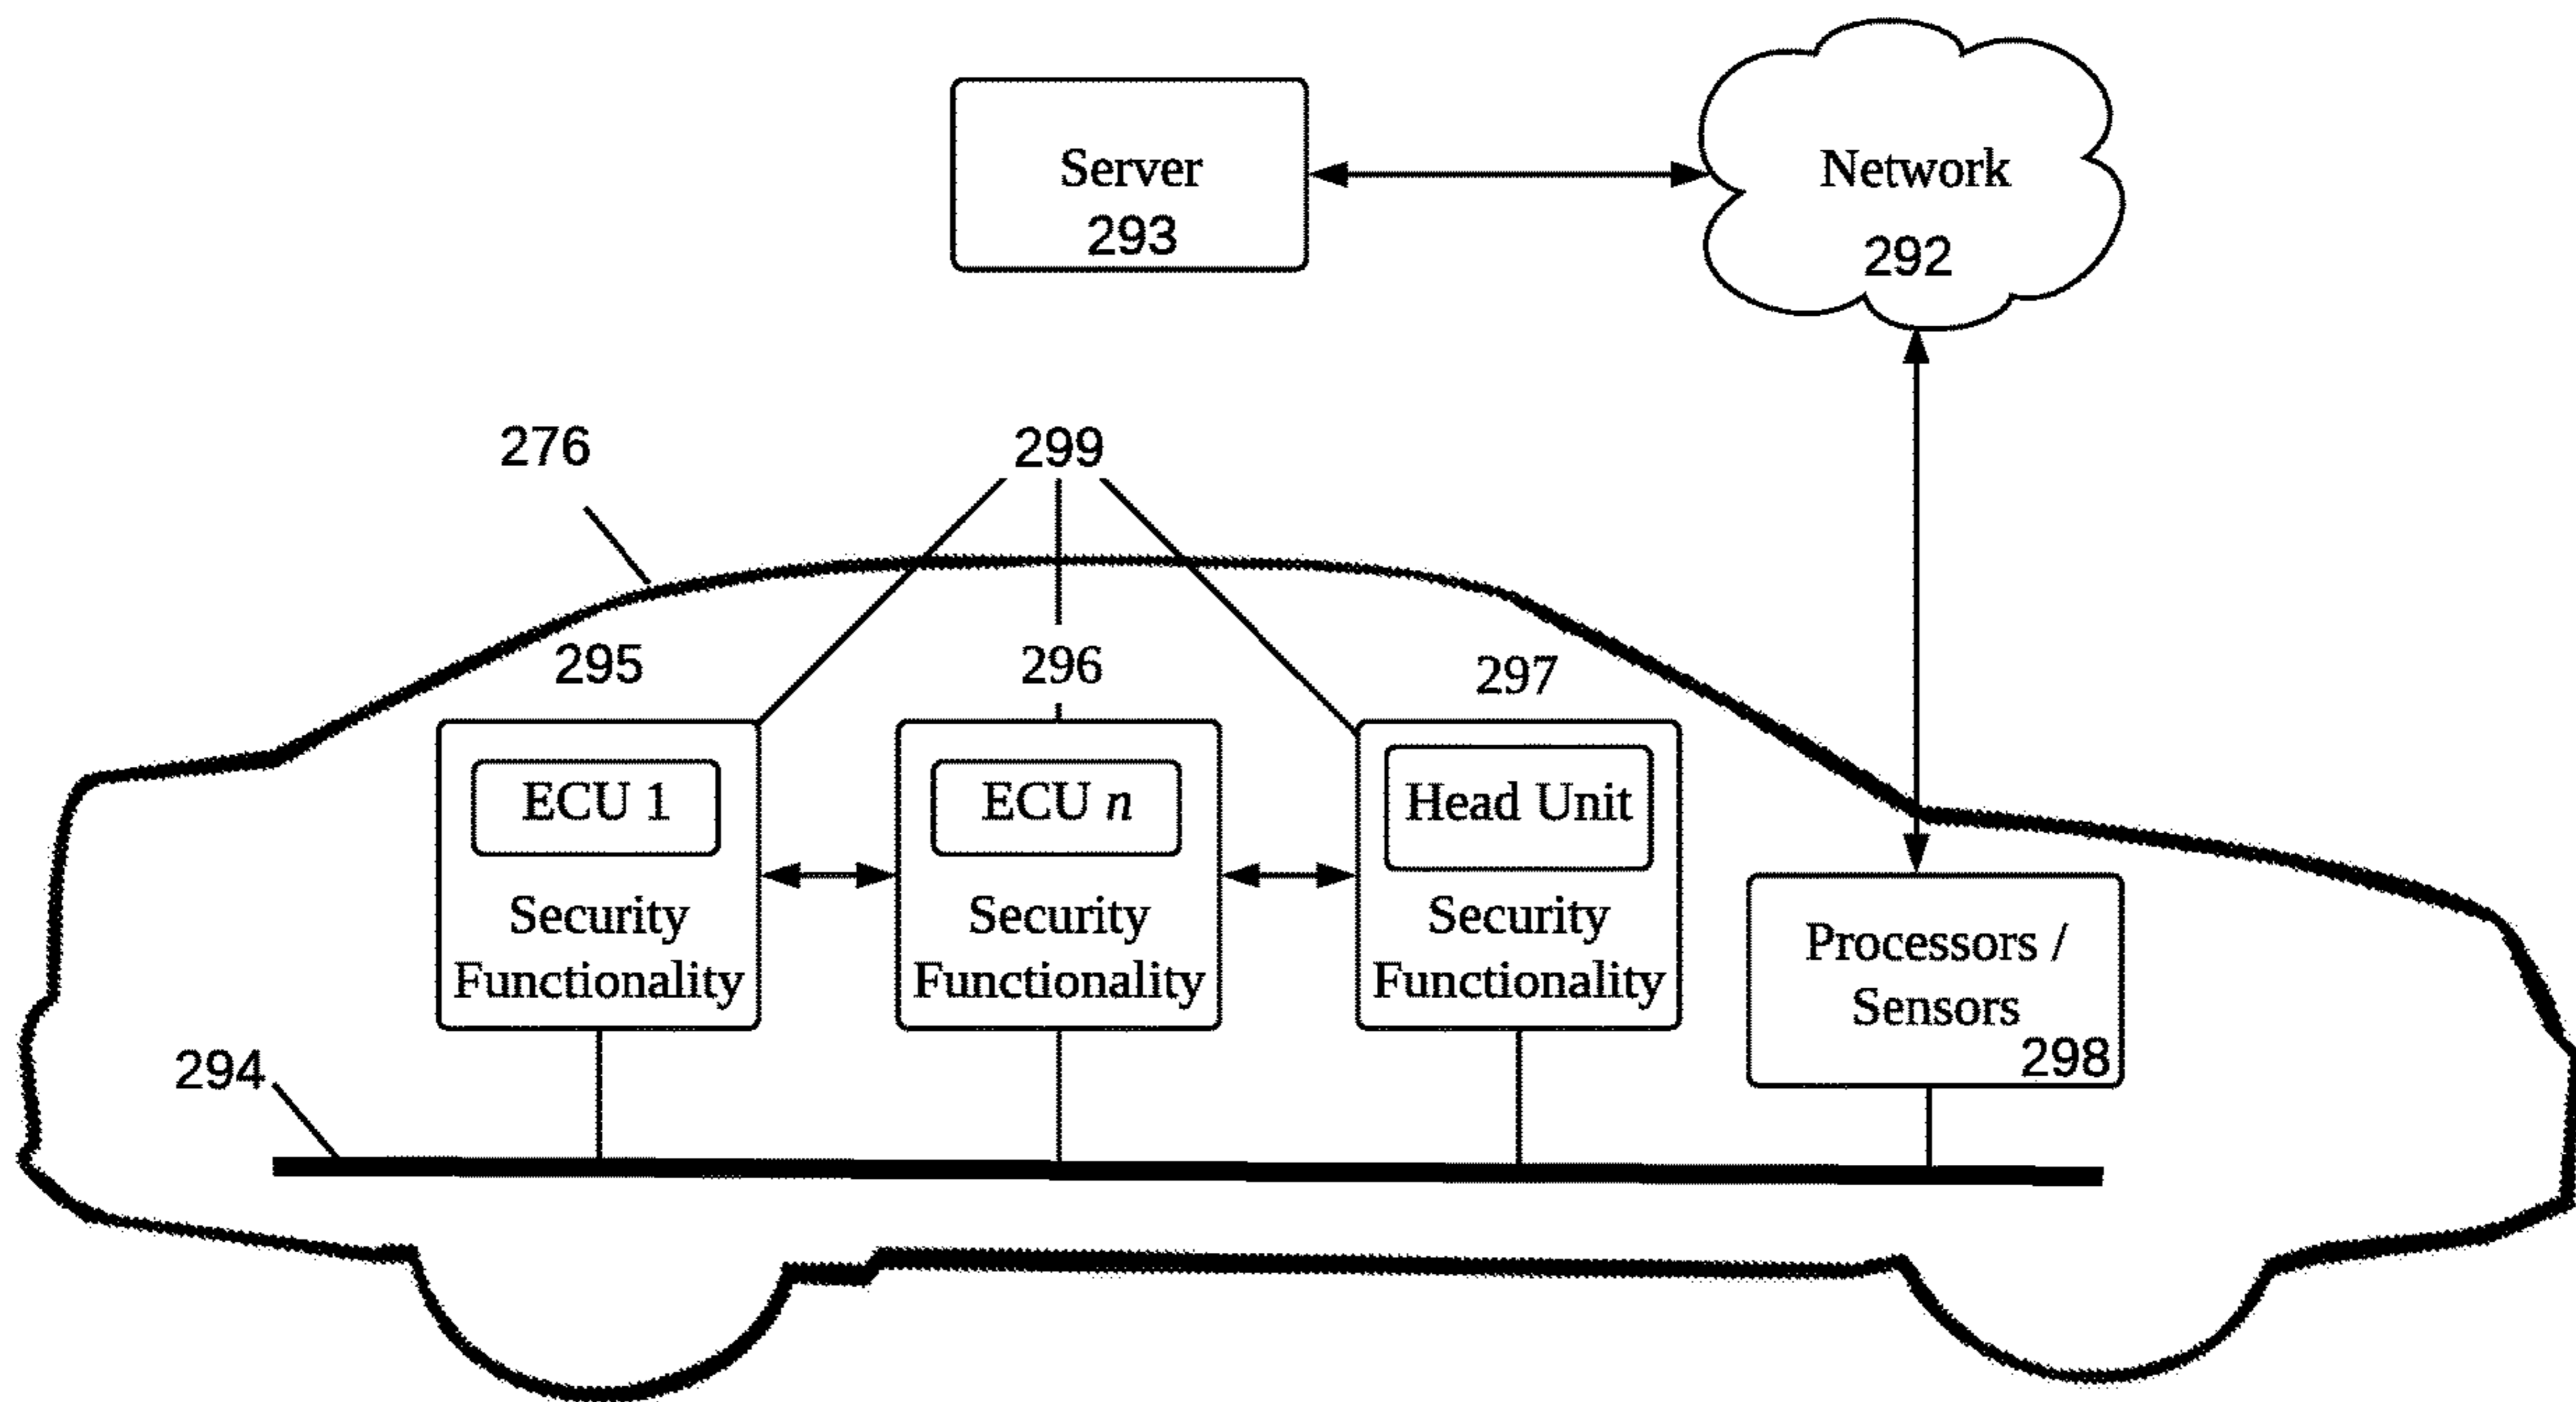 Server
293
Network
292
276
299
295
296
297
ECU 1
Security
Functionality
ECU n
Security
Functionality
Head Unit
Security
Functionality
Processors /
Sensors
298
294